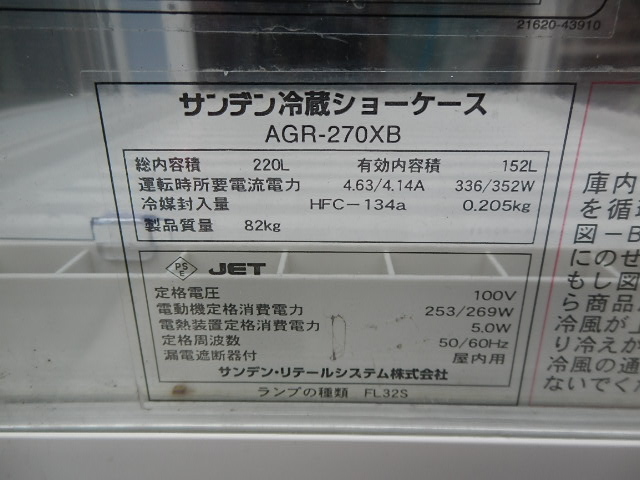 21620-43910
サンデン冷蔵ショーケース
AGR-270XB
総内容積 220L 有効内容積 152L
運転時所要電流電力 4.63/4.14A 336/352W
冷媒封入量 HFC-134a 0.205kg
製品質量 82kg
PS
E
JET
定格電圧 100V
電動機定格消費電力 253/269W
電熱装置定格消費電力 5.0W
定格周波数 50/60Hz
漏電遮断器付 屋内用
サンデン・リテールシステム株式会社
ランプの種類 FL32S
庫内
を循
図-B
にのせ
もし図
ら商品
冷風が
り冷えが
冷風の通
ないでくだ